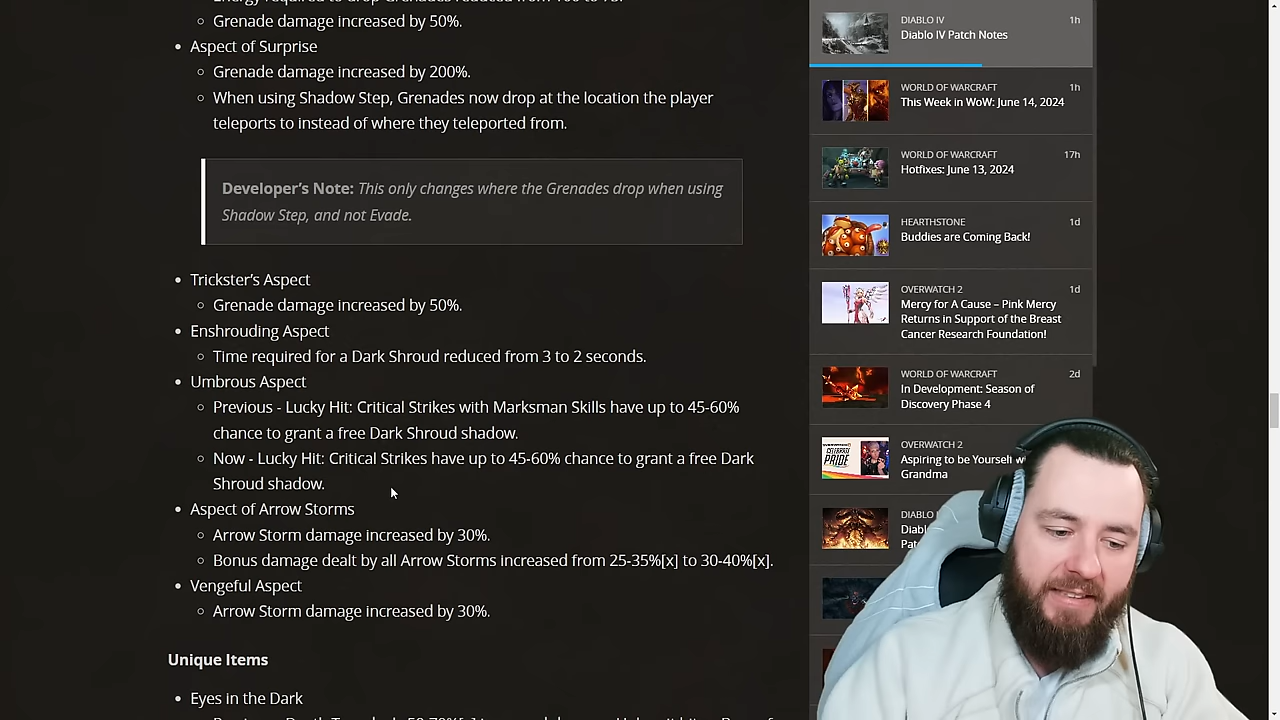 Grenade damage increased by 50%.
Aspect of Surprise
Grenade damage increased by 200%.
When using Shadow Step, Grenades now drop at the location the player
teleports to instead of where they teleported from.
Developer's Note: This only changes where the Grenades drop when using
Shadow Step, and not Evade.
Trickster's Aspect
Grenade damage increased by 50%.
Enshrouding Aspect
Time required for a Dark Shroud reduced from 3 to 2 seconds.
Umbrous Aspect
Previous - Lucky Hit: Critical Strikes with Marksman Skills have up to 45-60%
chance to grant a free Dark Shroud shadow.
Now - Lucky Hit: Critical Strikes have up to 45-60% chance to grant a free Dark
Shroud shadow.
Aspect of Arrow Storms
Arrow Storm damage increased by 30%.
Bonus damage dealt by all Arrow Storms increased from 25-35%[x] to 30-40%[x].
Vengeful Aspect
Arrow Storm damage increased by 30%.
Unique Items
Eyes in the Dark
DIABLO IV 1h
Diablo IV Patch Notes
WORLD OF WARCRAFT 1h
This Week in WoW: June 14, 2024
WORLD OF WARCRAFT 17h
Hotfixes: June 13, 2024
HEARTHSTONE 1d
Buddies are Coming Back!
OVERWATCH 2 1d
Mercy for A Cause – Pink Mercy
Returns in Support of the Breast
Cancer Research Foundation!
WORLD OF WARCRAFT 2d
In Development: Season of
Discovery Phase 4
OVERWATCH 2
Aspiring to be Yourself
Grandma
DIABLO